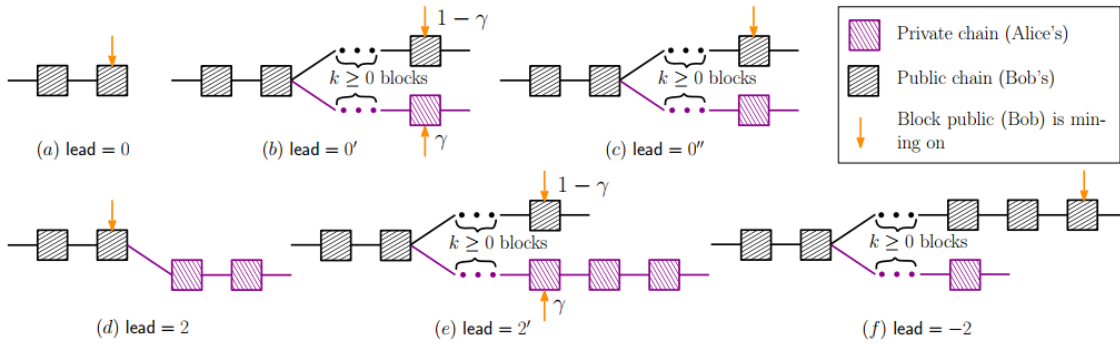 1 − γ
k ≥ 0 blocks
γ
(a) lead = 0
(b) lead = 0′
k ≥ 0 blocks
(c) lead = 0′′
Private chain (Alice's)
Public chain (Bob's)
Block public (Bob) is min-
ing on
(d) lead = 2
1 − γ
k ≥ 0 blocks
γ
(e) lead = 2′
k ≥ 0 blocks
(f) lead = −2